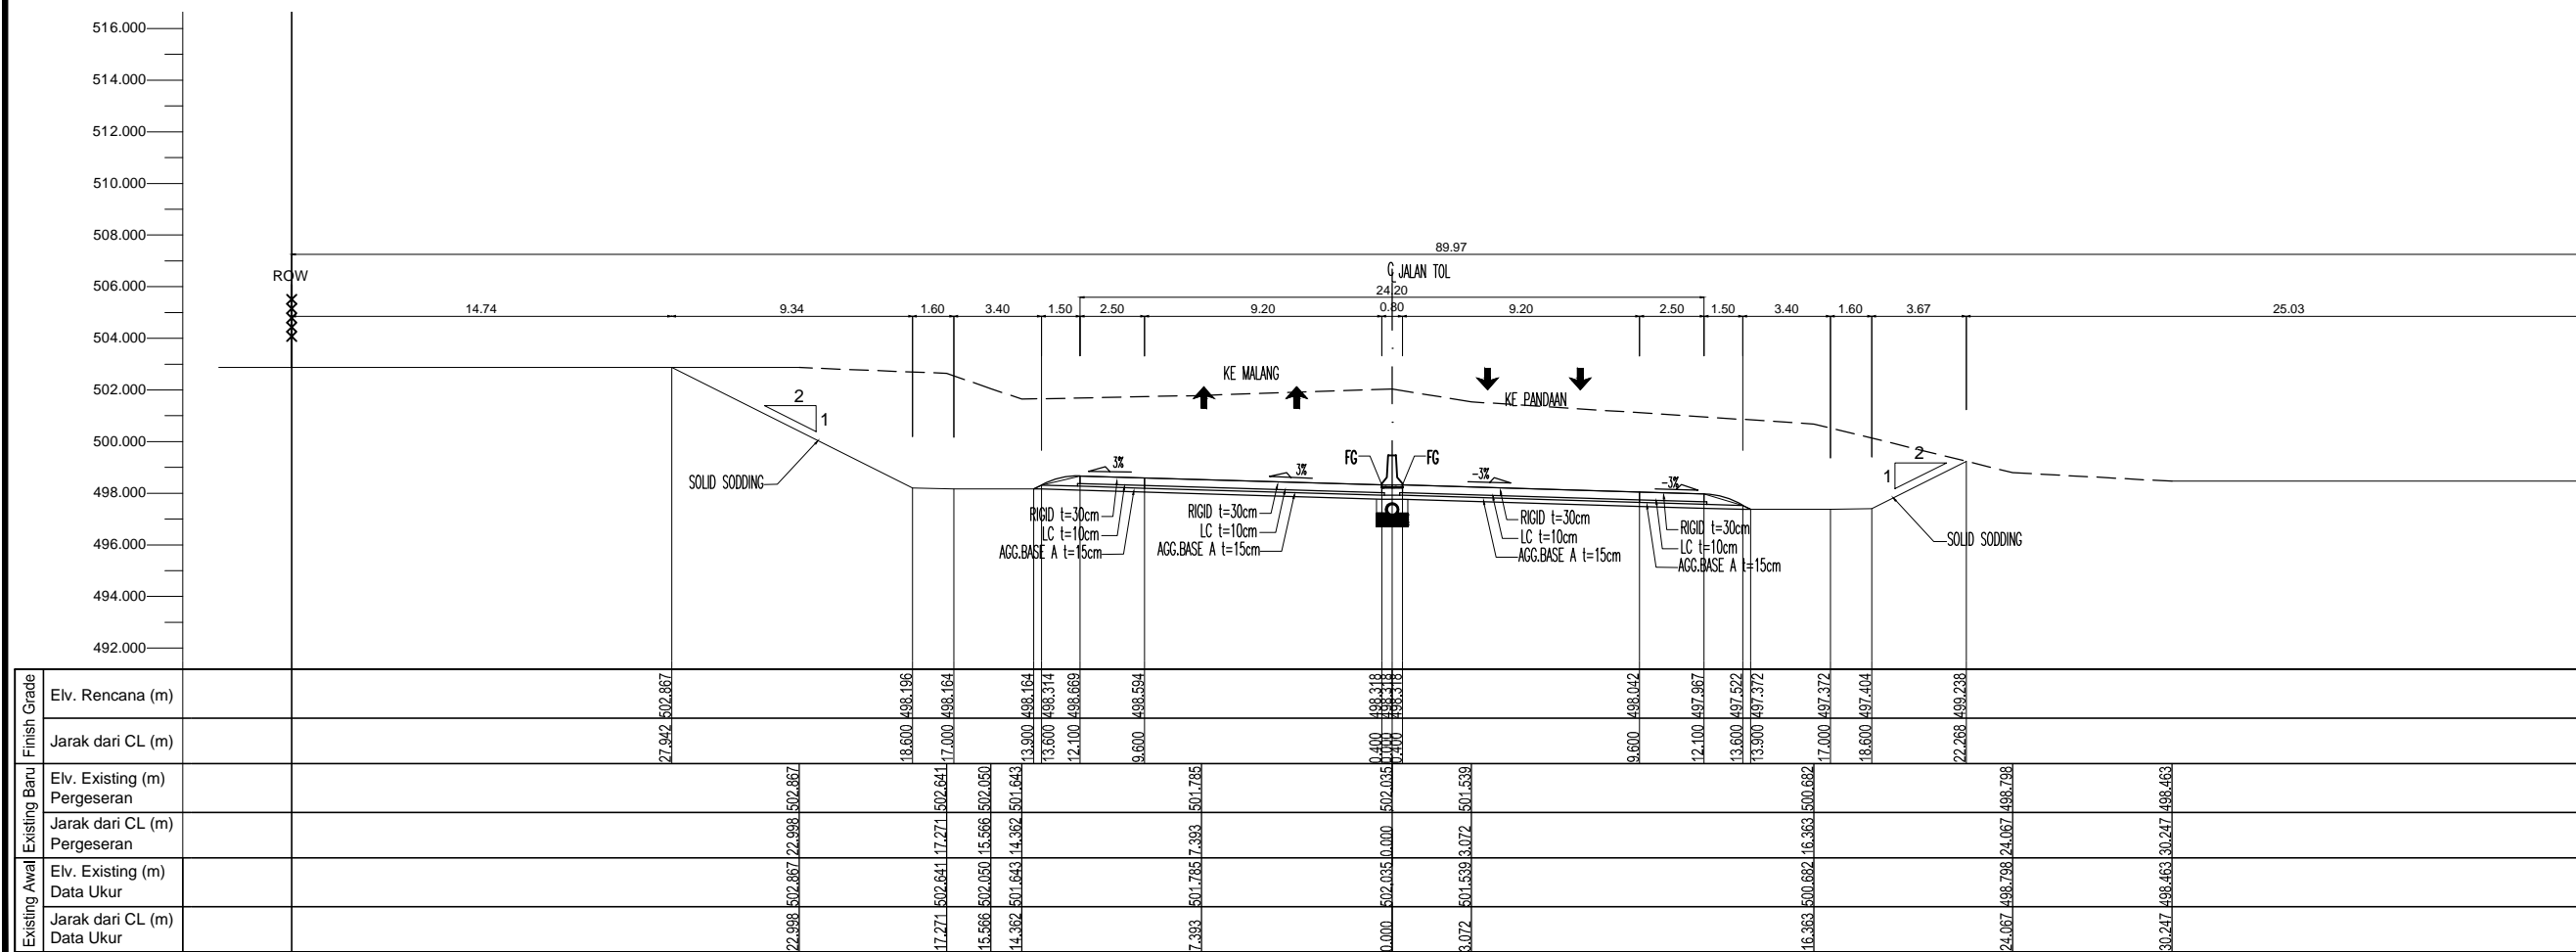 516.000
514.000
512.000
510.000
508.000
89.97
ROW
℄ JALAN TOL
506.000
24.20
14.74 9.34 1.60 3.40 1.50 2.50 9.20 0.80 9.20 2.50 1.50 3.40 1.60 3.67 25.03
504.000
KE MALANG
502.000
KE PANDAAN
2
1
500.000
FG FG
2
1
3% 3% -3% -3%
SOLID SODDING
498.000
RIGID t=30cm
LC t=10cm
AGG.BASE A t=15cm
RIGID t=30cm
LC t=10cm
AGG.BASE A t=15cm
RIGID t=30cm
LC t=10cm
AGG.BASE A t=15cm
RIGID t=30cm
LC t=10cm
AGG.BASE A t=15cm
SOLID SODDING
496.000
494.000
492.000
Finish Grade
Elv. Rencana (m)
502.867 498.196 498.164 498.164 498.314 498.669 498.594 498.318 498.318 498.318 498.042 497.967 497.522 497.372 497.372 497.404 499.238
Jarak dari CL (m)
27.942 18.600 17.000 13.900 13.600 12.100 9.600 0.400 0.000 0.400 9.600 12.100 13.600 13.900 17.000 18.600 22.268
Existing Baru
Elv. Existing (m)
Pergeseran
502.867 502.641 502.050 501.643 501.785 502.035 501.539 500.682 498.798 498.463
Jarak dari CL (m)
Pergeseran
22.998 17.271 15.566 14.362 7.393 0.000 3.072 16.363 24.067 30.247
Existing Awal
Elv. Existing (m)
Data Ukur
502.867 502.641 502.050 501.643 501.785 502.035 501.539 500.682 498.798 498.463
Jarak dari CL (m)
Data Ukur
22.998 17.271 15.566 14.362 7.393 0.000 3.072 16.363 24.067 30.247